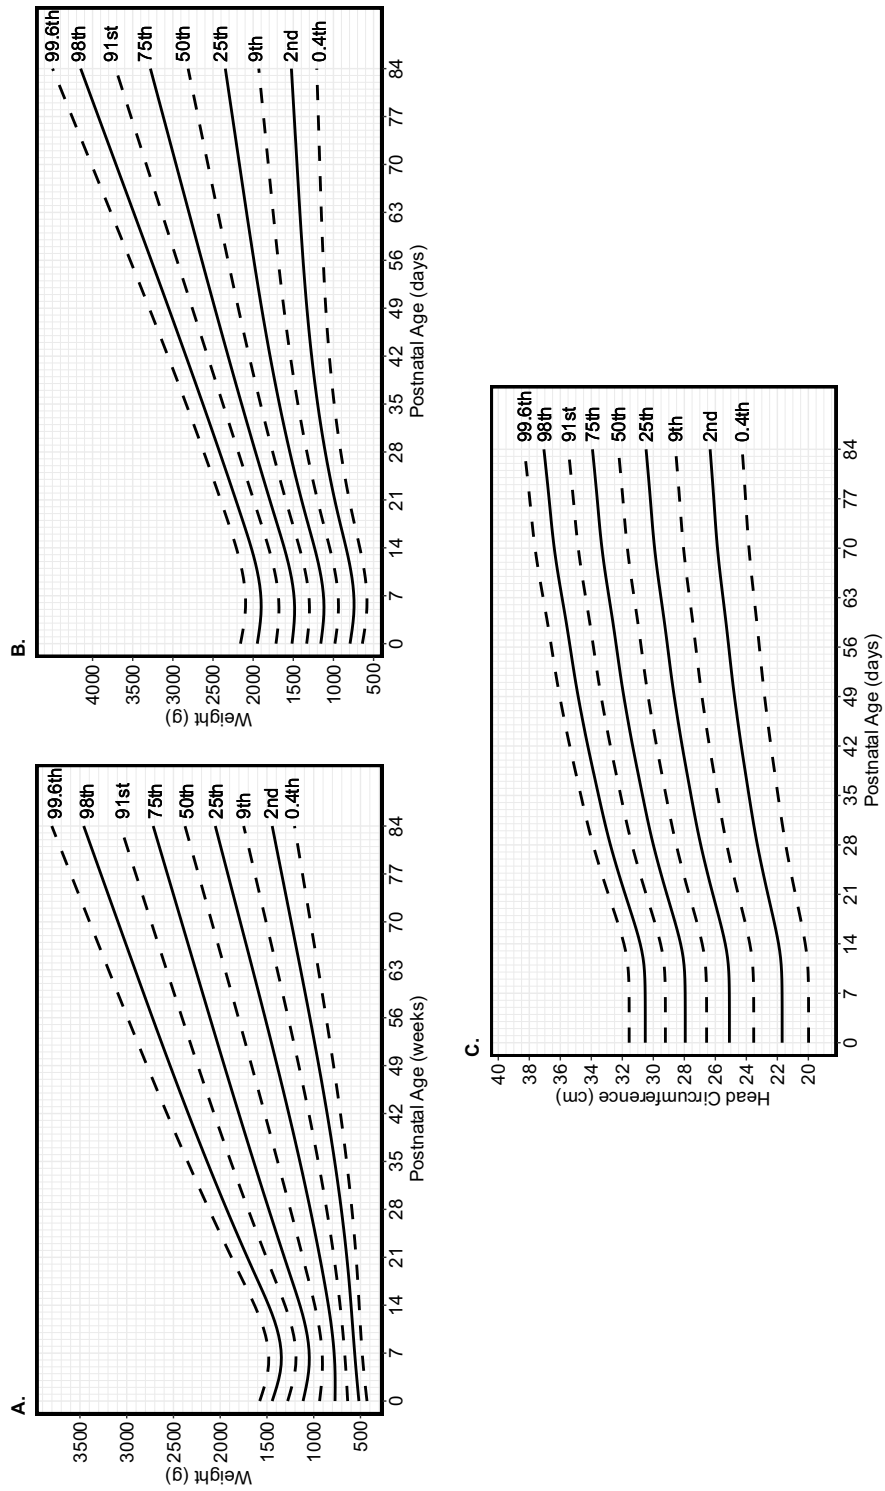 A.
99.6th
98th
91st
75th
50th
25th
9th
2nd
0.4th
3500
3000
2500
2000
1500
1000
500
Weight (g)
0
7
14
21
28
35
42
49
56
63
70
77
84
Postnatal Age (weeks)
B.
99.6th
98th
91st
75th
50th
25th
9th
2nd
0.4th
4000
3500
3000
2500
2000
1500
1000
500
Weight (g)
0
7
14
21
28
35
42
49
56
63
70
77
84
Postnatal Age (days)
C.
99.6th
98th
91st
75th
50th
25th
9th
2nd
0.4th
40
38
36
34
32
30
28
26
24
22
20
Head Circumference (cm)
0
7
14
21
28
35
42
49
56
63
70
77
84
Postnatal Age (days)